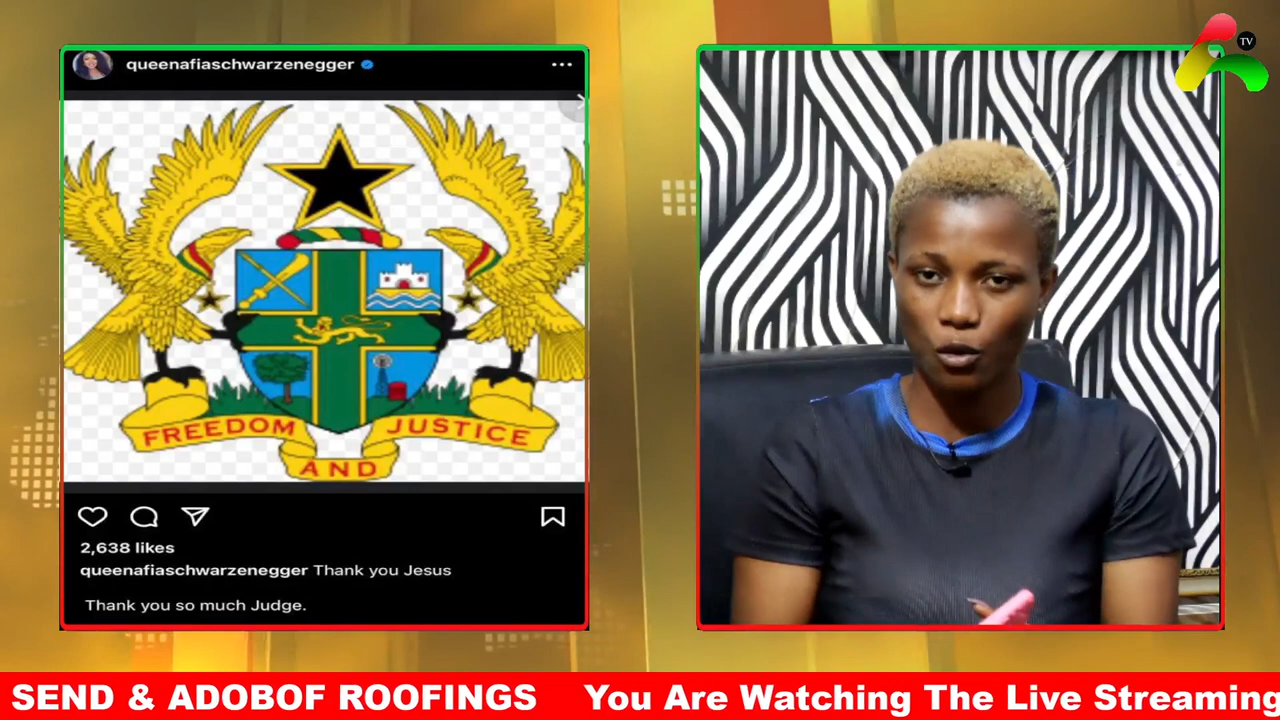 queenafiaschwarzenegger
TV
FREEDOM
JUSTICE
AND
2,638 likes
queenafiaschwarzenegger Thank you Jesus
Thank you so much Judge.
SEND & ADOBOF ROOFINGS You Are Watching The Live Streaming